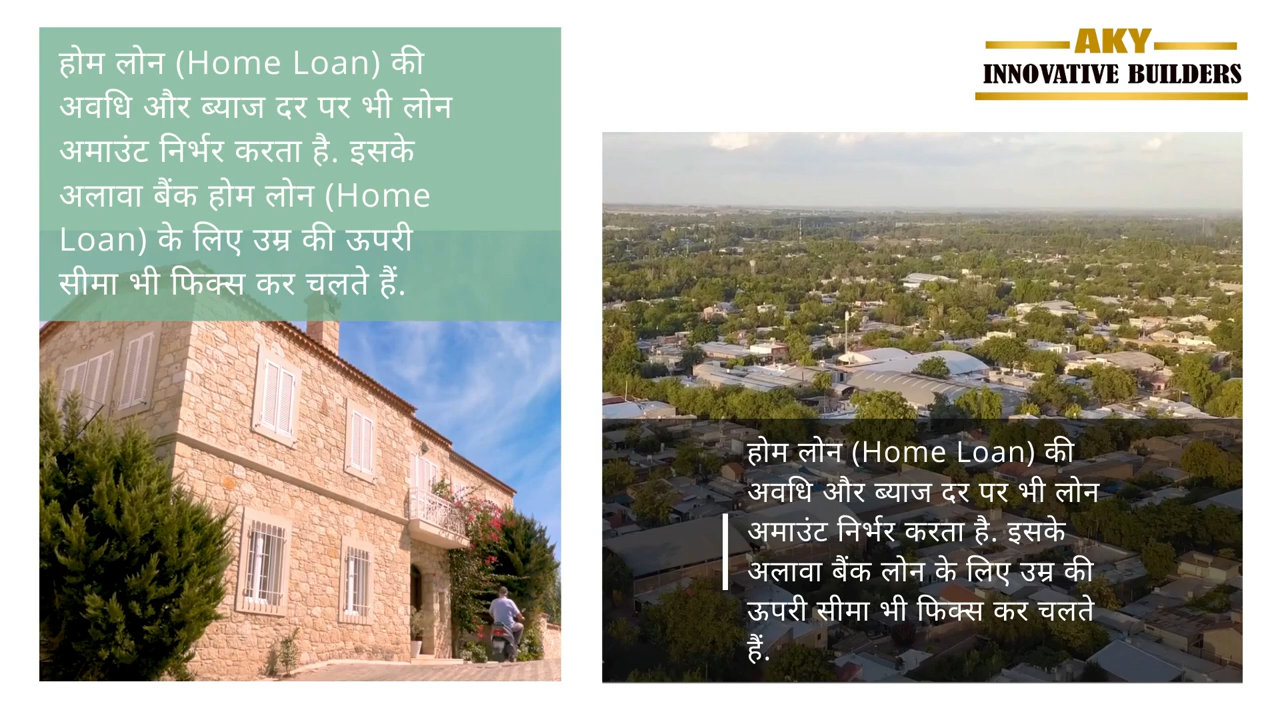 होम लोन (Home Loan) की
अवधि और ब्याज दर पर भी लोन
अमाउंट निर्भर करता है. इसके
अलावा बैंक होम लोन (Home
Loan) के लिए उम्र की ऊपरी
सीमा भी फिक्स कर चलते हैं.
AKY
INNOVATIVE BUILDERS
होम लोन (Home Loan) की
अवधि और ब्याज दर पर भी लोन
अमाउंट निर्भर करता है. इसके
अलावा बैंक लोन के लिए उम्र की
ऊपरी सीमा भी फिक्स कर चलते
हैं.